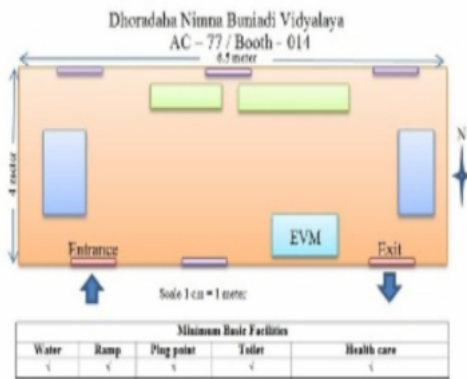 Dhoradaha Nimna Buniadi Vidyalaya
AC – 77 / Booth - 014
6.5 meter
4 meter
N
EVM
Entrance
Exit
Scale 1 cm = 1 meter
Minimum Basic Facilities
Water Ramp Plug point Toilet Health care
√ √ √ √ √